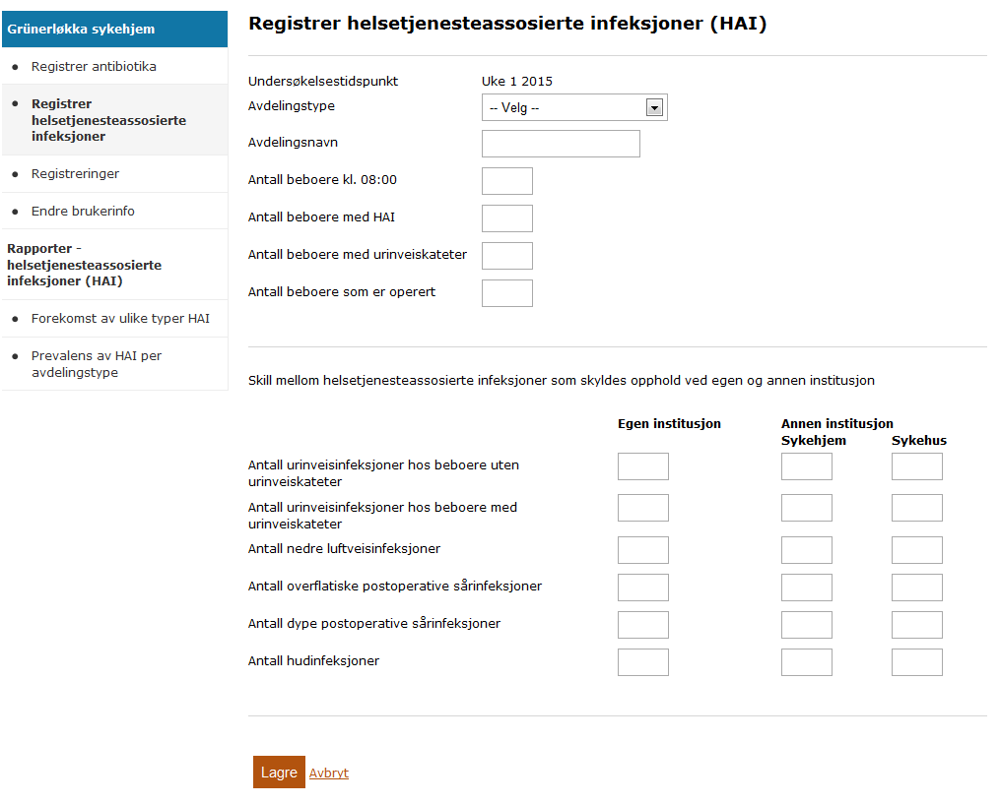 Grünerløkka sykehjem
Registrer antibiotika
Registrer
helsetjenesteassosierte
infeksjoner
Registreringer
Endre brukerinfo
Rapporter -
helsetjenesteassosierte
infeksjoner (HAI)
Forekomst av ulike typer HAI
Prevalens av HAI per
avdelingstype
Registrer helsetjenesteassosierte infeksjoner (HAI)
Undersøkelsestidspunkt Uke 1 2015
Avdelingstype -- Velg --
Avdelingsnavn
Antall beboere kl. 08:00
Antall beboere med HAI
Antall beboere med urinveiskateter
Antall beboere som er operert
Skill mellom helsetjenesteassosierte infeksjoner som skyldes opphold ved egen og annen institusjon
Egen institusjon Annen institusjon
Sykehjem Sykehus
Antall urinveisinfeksjoner hos beboere uten
urinveiskateter
Antall urinveisinfeksjoner hos beboere med
urinveiskateter
Antall nedre luftveisinfeksjoner
Antall overflatiske postoperative sårinfeksjoner
Antall dype postoperative sårinfeksjoner
Antall hudinfeksjoner
Lagre Avbryt